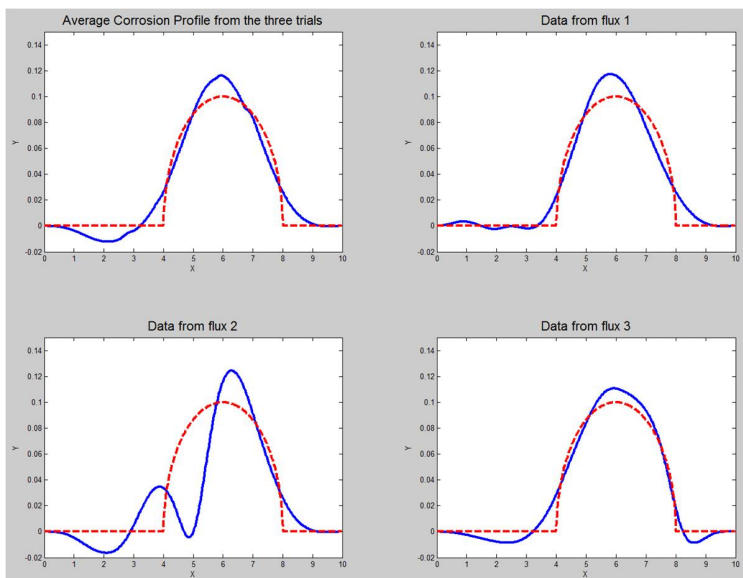 Average Corrosion Profile from the three trials
0.14
0.12
0.1
0.08
0.06
0.04
0.02
0
-0.02
Y
0 1 2 3 4 5 6 7 8 9 10
X
Data from flux 1
0.14
0.12
0.1
0.08
0.06
0.04
0.02
0
-0.02
Y
0 1 2 3 4 5 6 7 8 9 10
X
Data from flux 2
0.14
0.12
0.1
0.08
0.06
0.04
0.02
0
-0.02
Y
0 1 2 3 4 5 6 7 8 9 10
X
Data from flux 3
0.14
0.12
0.1
0.08
0.06
0.04
0.02
0
-0.02
Y
0 1 2 3 4 5 6 7 8 9 10
X